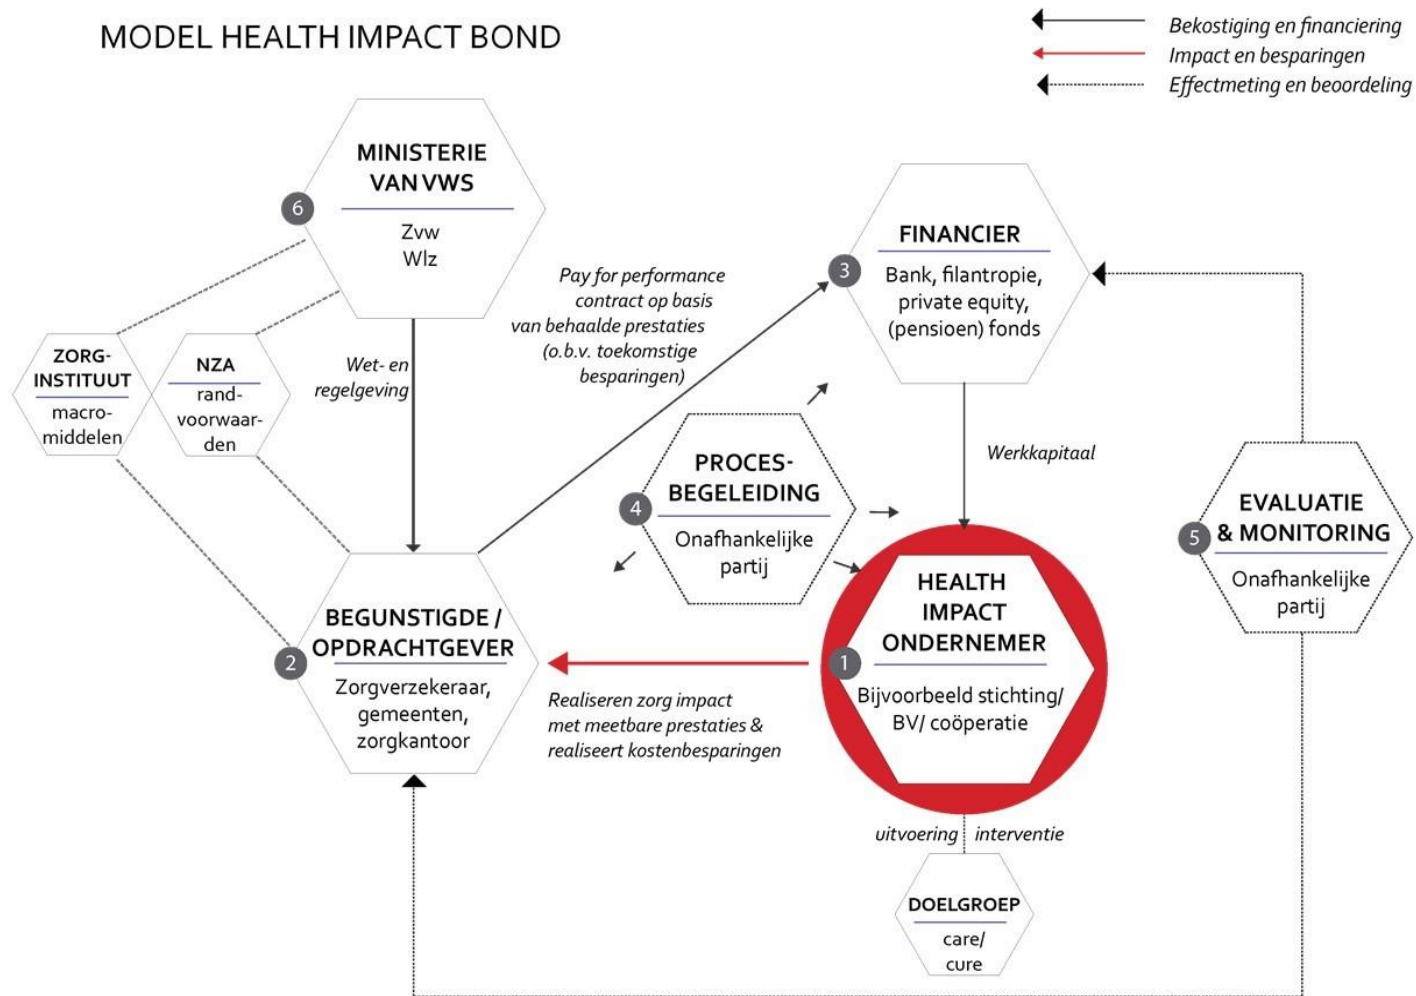 MODEL HEALTH IMPACT BOND
Bekostiging en financiering
Impact en besparingen
Effectmeting en beoordeling
6
MINISTERIE
VAN VWS
Zvw
Wlz
3
FINANCIER
Bank, filantropie,
private equity,
(pensioen) fonds
Pay for performance
contract op basis
van behaalde prestaties
(o.b.v. toekomstige
besparingen)
ZORG-
INSTITUUT
macro-
middelen
NZA
rand-
voorwaar-
den
Wet- en
regelgeving
Werkkapitaal
4
PROCES-
BEGELEIDING
Onafhankelijke
partij
5
EVALUATIE
& MONITORING
Onafhankelijke
partij
2
BEGUNSTIGDE /
OPDRACHTGEVER
Zorgverzekeraar,
gemeenten,
zorgkantoor
Realiseren zorg impact
met meetbare prestaties &
realiseert kostenbesparingen
1
HEALTH
IMPACT
ONDERNEMER
Bijvoorbeeld stichting/
BV/ coöperatie
uitvoering interventie
DOELGROEP
care/
cure